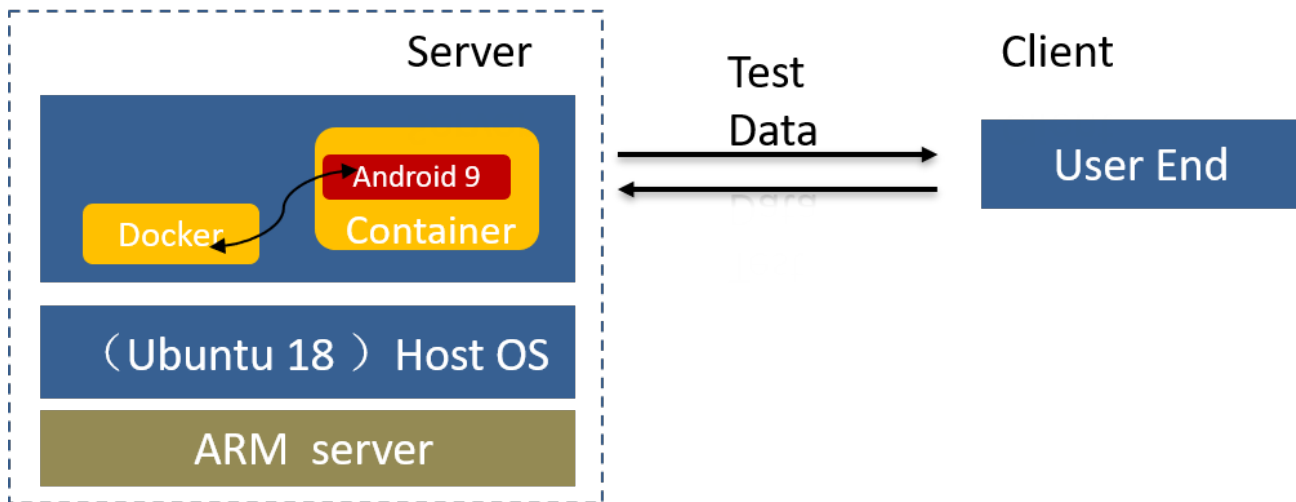 Server
Client
Test
Data
User End
Android 9
Docker
Container
（Ubuntu 18 ）Host OS
ARM server